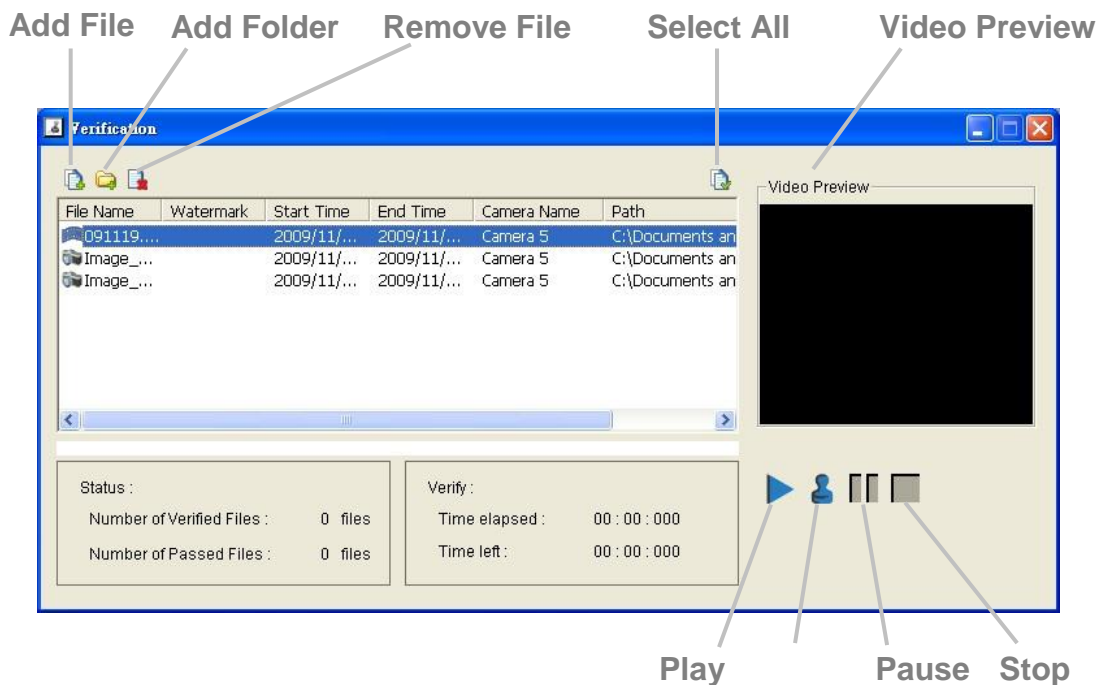 Add File Add Folder Remove File Select All Video Preview
Verification
Video Preview
File Name Watermark Start Time End Time Camera Name Path
091119.... 2009/11/... 2009/11/... Camera 5 C:\Documents an
Image_... 2009/11/... 2009/11/... Camera 5 C:\Documents an
Image_... 2009/11/... 2009/11/... Camera 5 C:\Documents an
Status :
Number of Verified Files : 0 files
Number of Passed Files : 0 files
Verify :
Time elapsed : 00 : 00 : 000
Time left : 00 : 00 : 000
Play Pause Stop